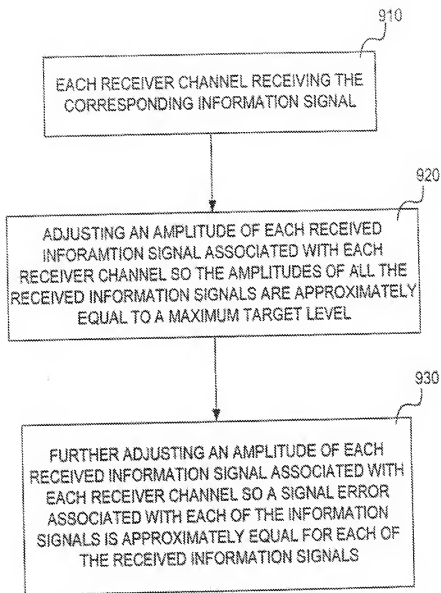 910
EACH RECEIVER CHANNEL RECEIVING THE
CORRESPONDING INFORMATION SIGNAL
920
ADJUSTING AN AMPLITUDE OF EACH RECEIVED
INFORAMTION SIGNAL ASSOCIATED WITH EACH
RECEIVER CHANNEL SO THE AMPLITUDES OF ALL THE
RECEIVED INFORMATION SIGNALS ARE APPROXIMATELY
EQUAL TO A MAXIMUM TARGET LEVEL
930
FURTHER ADJUSTING AN AMPLITUDE OF EACH
RECEIVED INFORMATION SIGNAL ASSOCIATED WITH
EACH RECEIVER CHANNEL SO A SIGNAL ERROR
ASSOCIATED WITH EACH OF THE INFORMATION
SIGNALS IS APPROXIMATELY EQUAL FOR EACH OF
THE RECEIVED INFORMATION SIGNALS